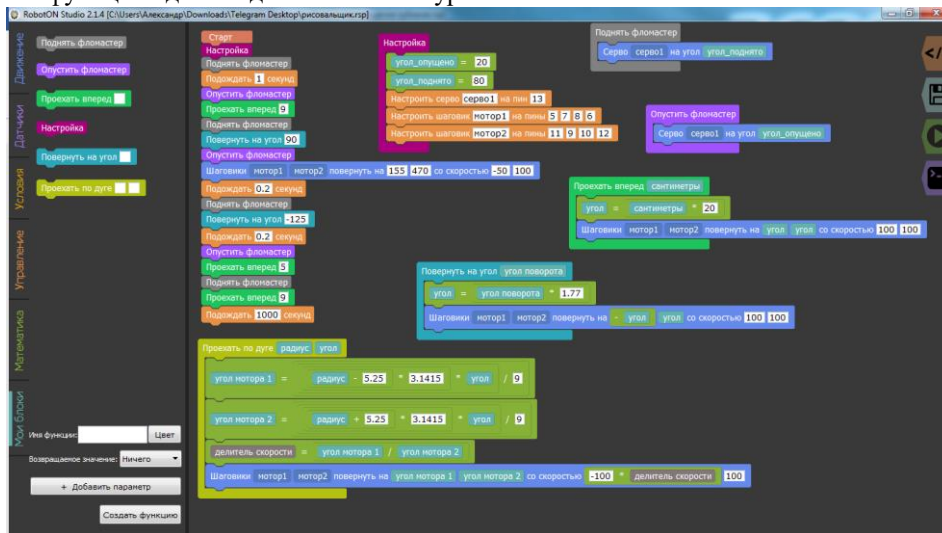 RobotON Studio 2.1.4 [C:\Users\Александр\Downloads\Telegram Desktop\рисовальщик.rsp]
Движение
Датчики
Условия
Управление
Математика
Мои блоки
Поднять фломастер
Опустить фломастер
Проехать вперед
Настройка
Повернуть на угол
Проехать по дуге
Имя функции: Цвет
Возвращаемое значение: Ничего
+ Добавить параметр
Создать функцию
Старт
Настройка
Поднять фломастер
Подождать 1 секунд
Опустить фломастер
Проехать вперед 9
Поднять фломастер
Повернуть на угол 90
Опустить фломастер
Шаговики мотор1 мотор2 повернуть на 155 470 со скоростью -50 100
Подождать 0.2 секунд
Поднять фломастер
Повернуть на угол -125
Подождать 0.2 секунд
Опустить фломастер
Проехать вперед 5
Поднять фломастер
Проехать вперед 9
Подождать 1000 секунд
Настройка
угол_опущено = 20
угол_поднято = 80
Настроить серво серво1 на пин 13
Настроить шаговик мотор1 на пины 5 7 8 6
Настроить шаговик мотор2 на пины 11 9 10 12
Поднять фломастер
Серво серво1 на угол угол_поднято
Опустить фломастер
Серво серво1 на угол угол_опущено
Проехать вперед сантиметры
угол = сантиметры * 20
Шаговики мотор1 мотор2 повернуть на угол угол со скоростью 100 100
Повернуть на угол угол поворота
угол = угол поворота * 1.77
Шаговики мотор1 мотор2 повернуть на - угол угол со скоростью 100 100
Проехать по дуге радиус угол
угол мотора 1 = радиус - 5.25 * 3.1415 * угол / 9
угол мотора 2 = радиус + 5.25 * 3.1415 * угол / 9
делитель скорости = угол мотора 1 / угол мотора 2
Шаговики мотор1 мотор2 повернуть на угол мотора 1 угол мотора 2 со скоростью -100 * делитель скорости 100